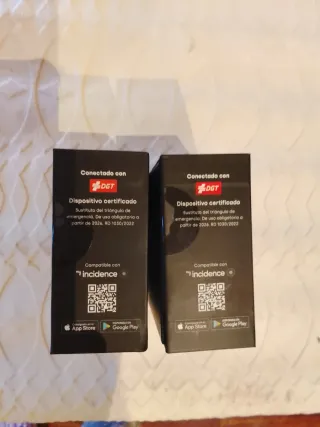 Conectado con
DGT
Dispositivo certificado
Sustituto del triángulo de
emergencia. De uso obligatorio a
partir de 2026. RD 1030/2022
Compatible con
incidence
App Store
Google Play
Conectado con
DGT
Dispositivo certificado
Sustituto del triángulo de
emergencia. De uso obligatorio a
partir de 2026. RD 1030/2022
Compatible con
incidence
App Store
Google Play